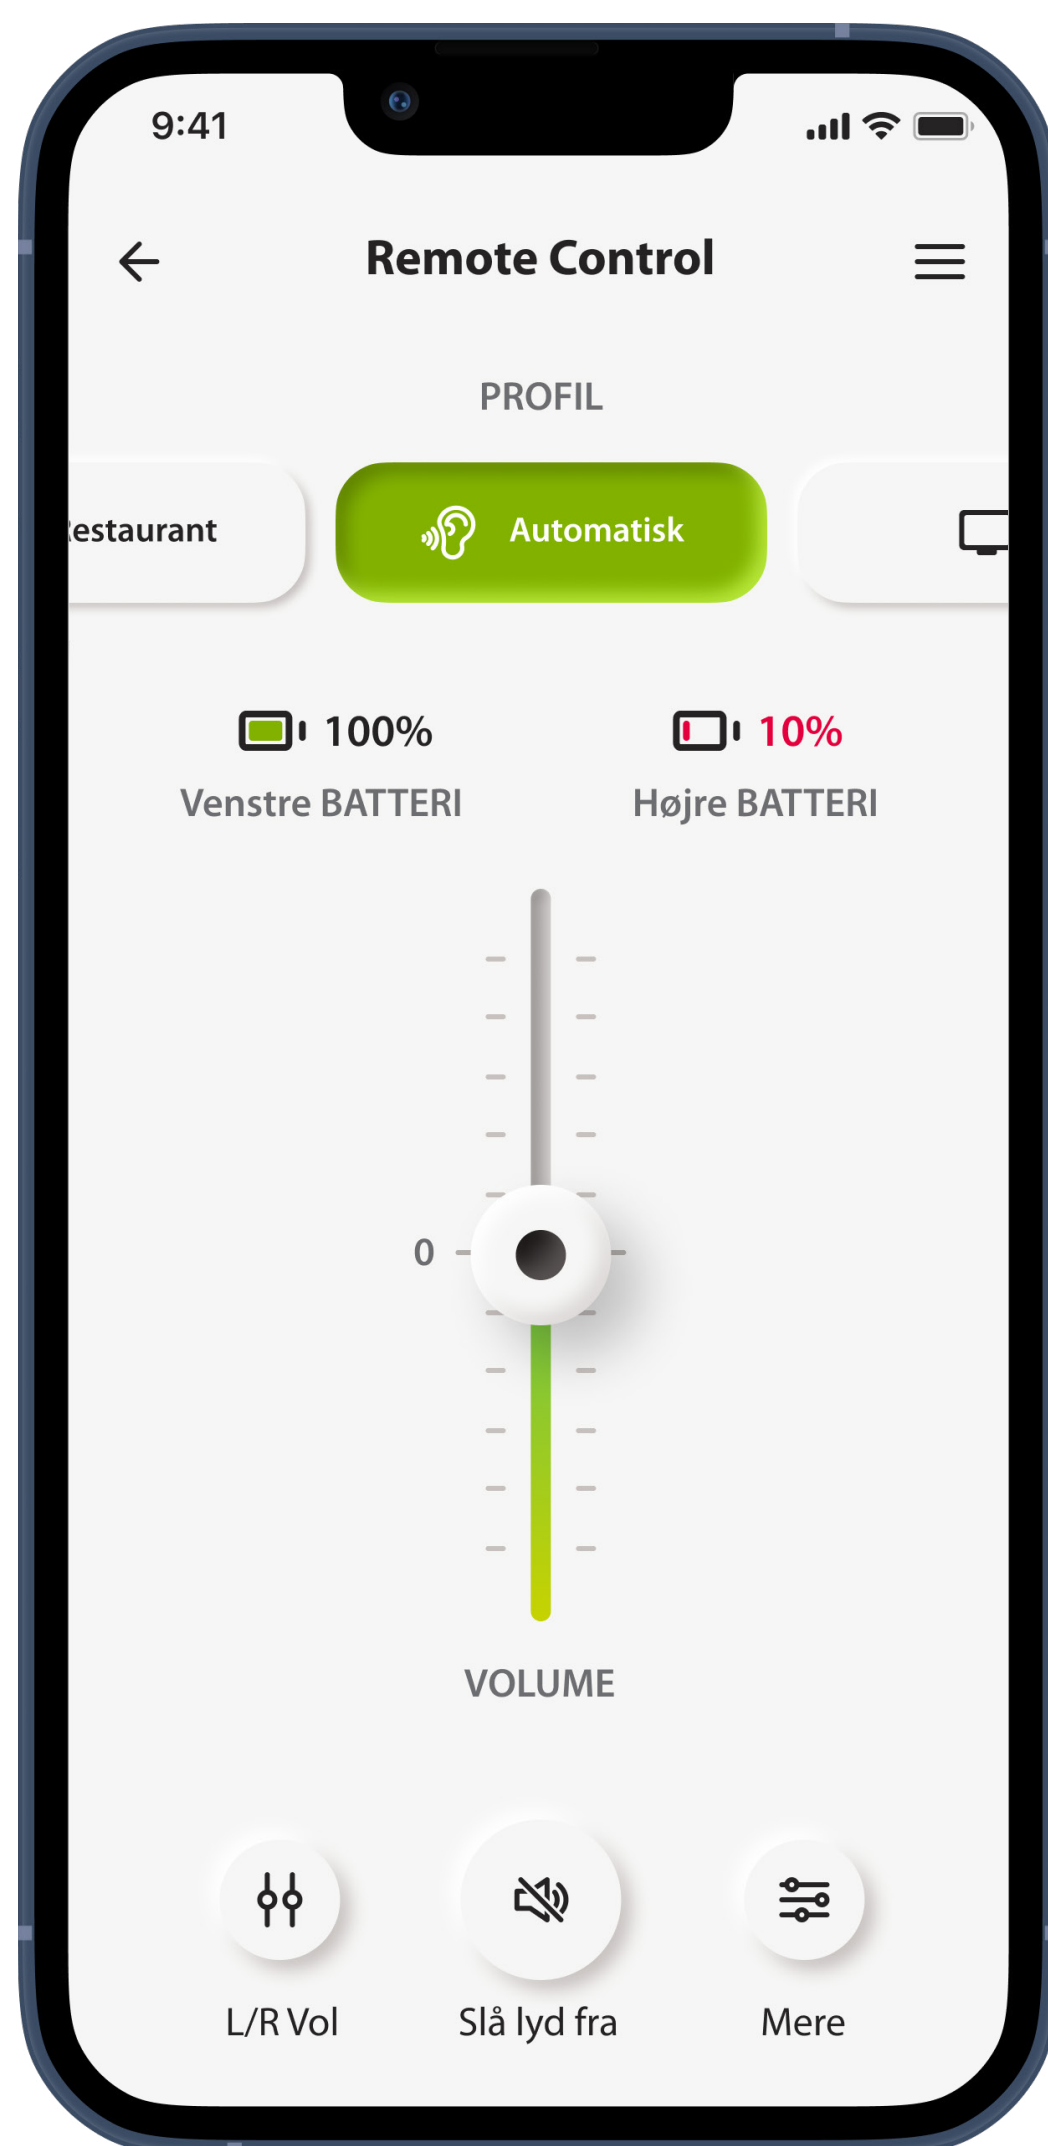 9:41
Remote Control
PROFIL
estaurant
Automatisk
100%
10%
Venstre BATTERI
Højre BATTERI
0
VOLUME
L/R Vol
Slå lyd fra
Mere